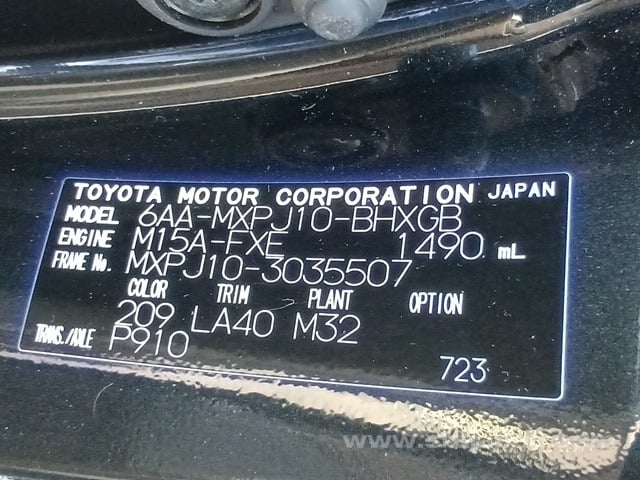 TOYOTA MOTOR CORPORATION JAPAN
MODEL 6AA-MXPJ10-BHXGB
ENGINE M15A-FXE 1490 mL
FRAME No. MXPJ10-3035507
COLOR TRIM PLANT OPTION
209 LA40 M32
TRANS./AXLE P910
723